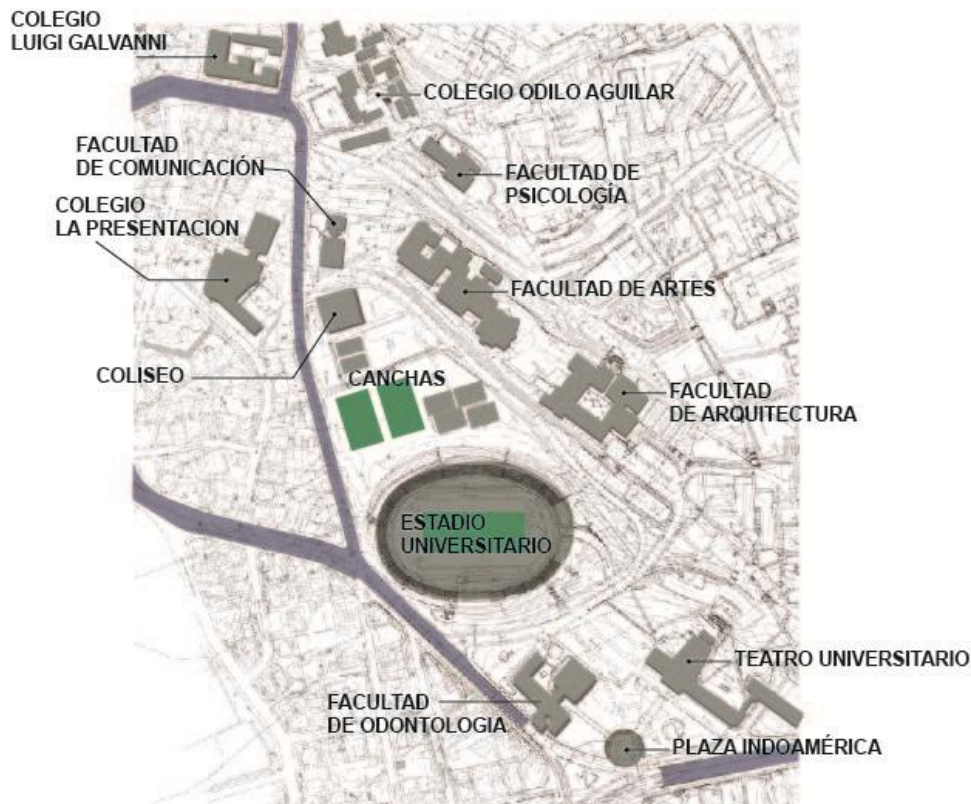 COLEGIO
LUIGI GALVANNI
COLEGIO ODILO AGUILAR
FACULTAD
DE COMUNICACIÓN
FACULTAD DE
PSICOLOGÍA
COLEGIO
LA PRESENTACION
FACULTAD DE ARTES
COLISEO
CANCHAS
FACULTAD
DE ARQUITECTURA
ESTADIO
UNIVERSITARIO
TEATRO UNIVERSITARIO
FACULTAD
DE ODONTOLOGIA
PLAZA INDOAMÉRICA